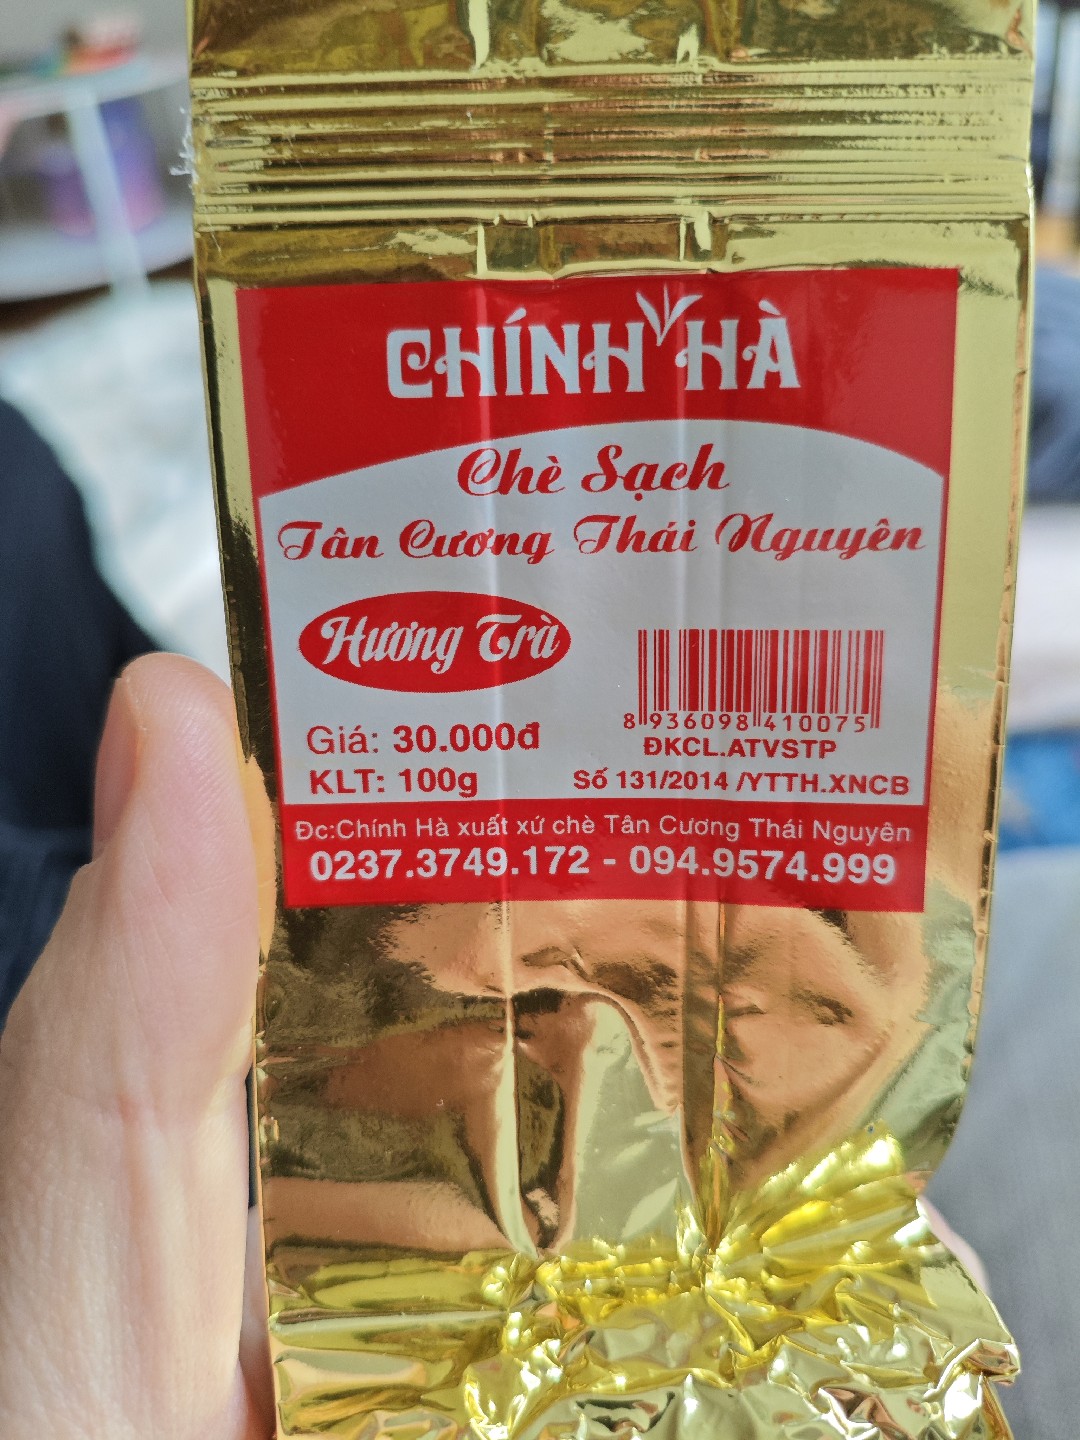 CHÍNH HÀ
Chè Sạch
Tân Cương Thái Nguyên
Hương Trà
Giá: 30.000đ
KLT: 100g
8 936098 410075
ĐKCL.ATVSTP
Số 131/2014 /YTTH.XNCB
Đc:Chính Hà xuất xứ chè Tân Cương Thái Nguyên
0237.3749.172 - 094.9574.999